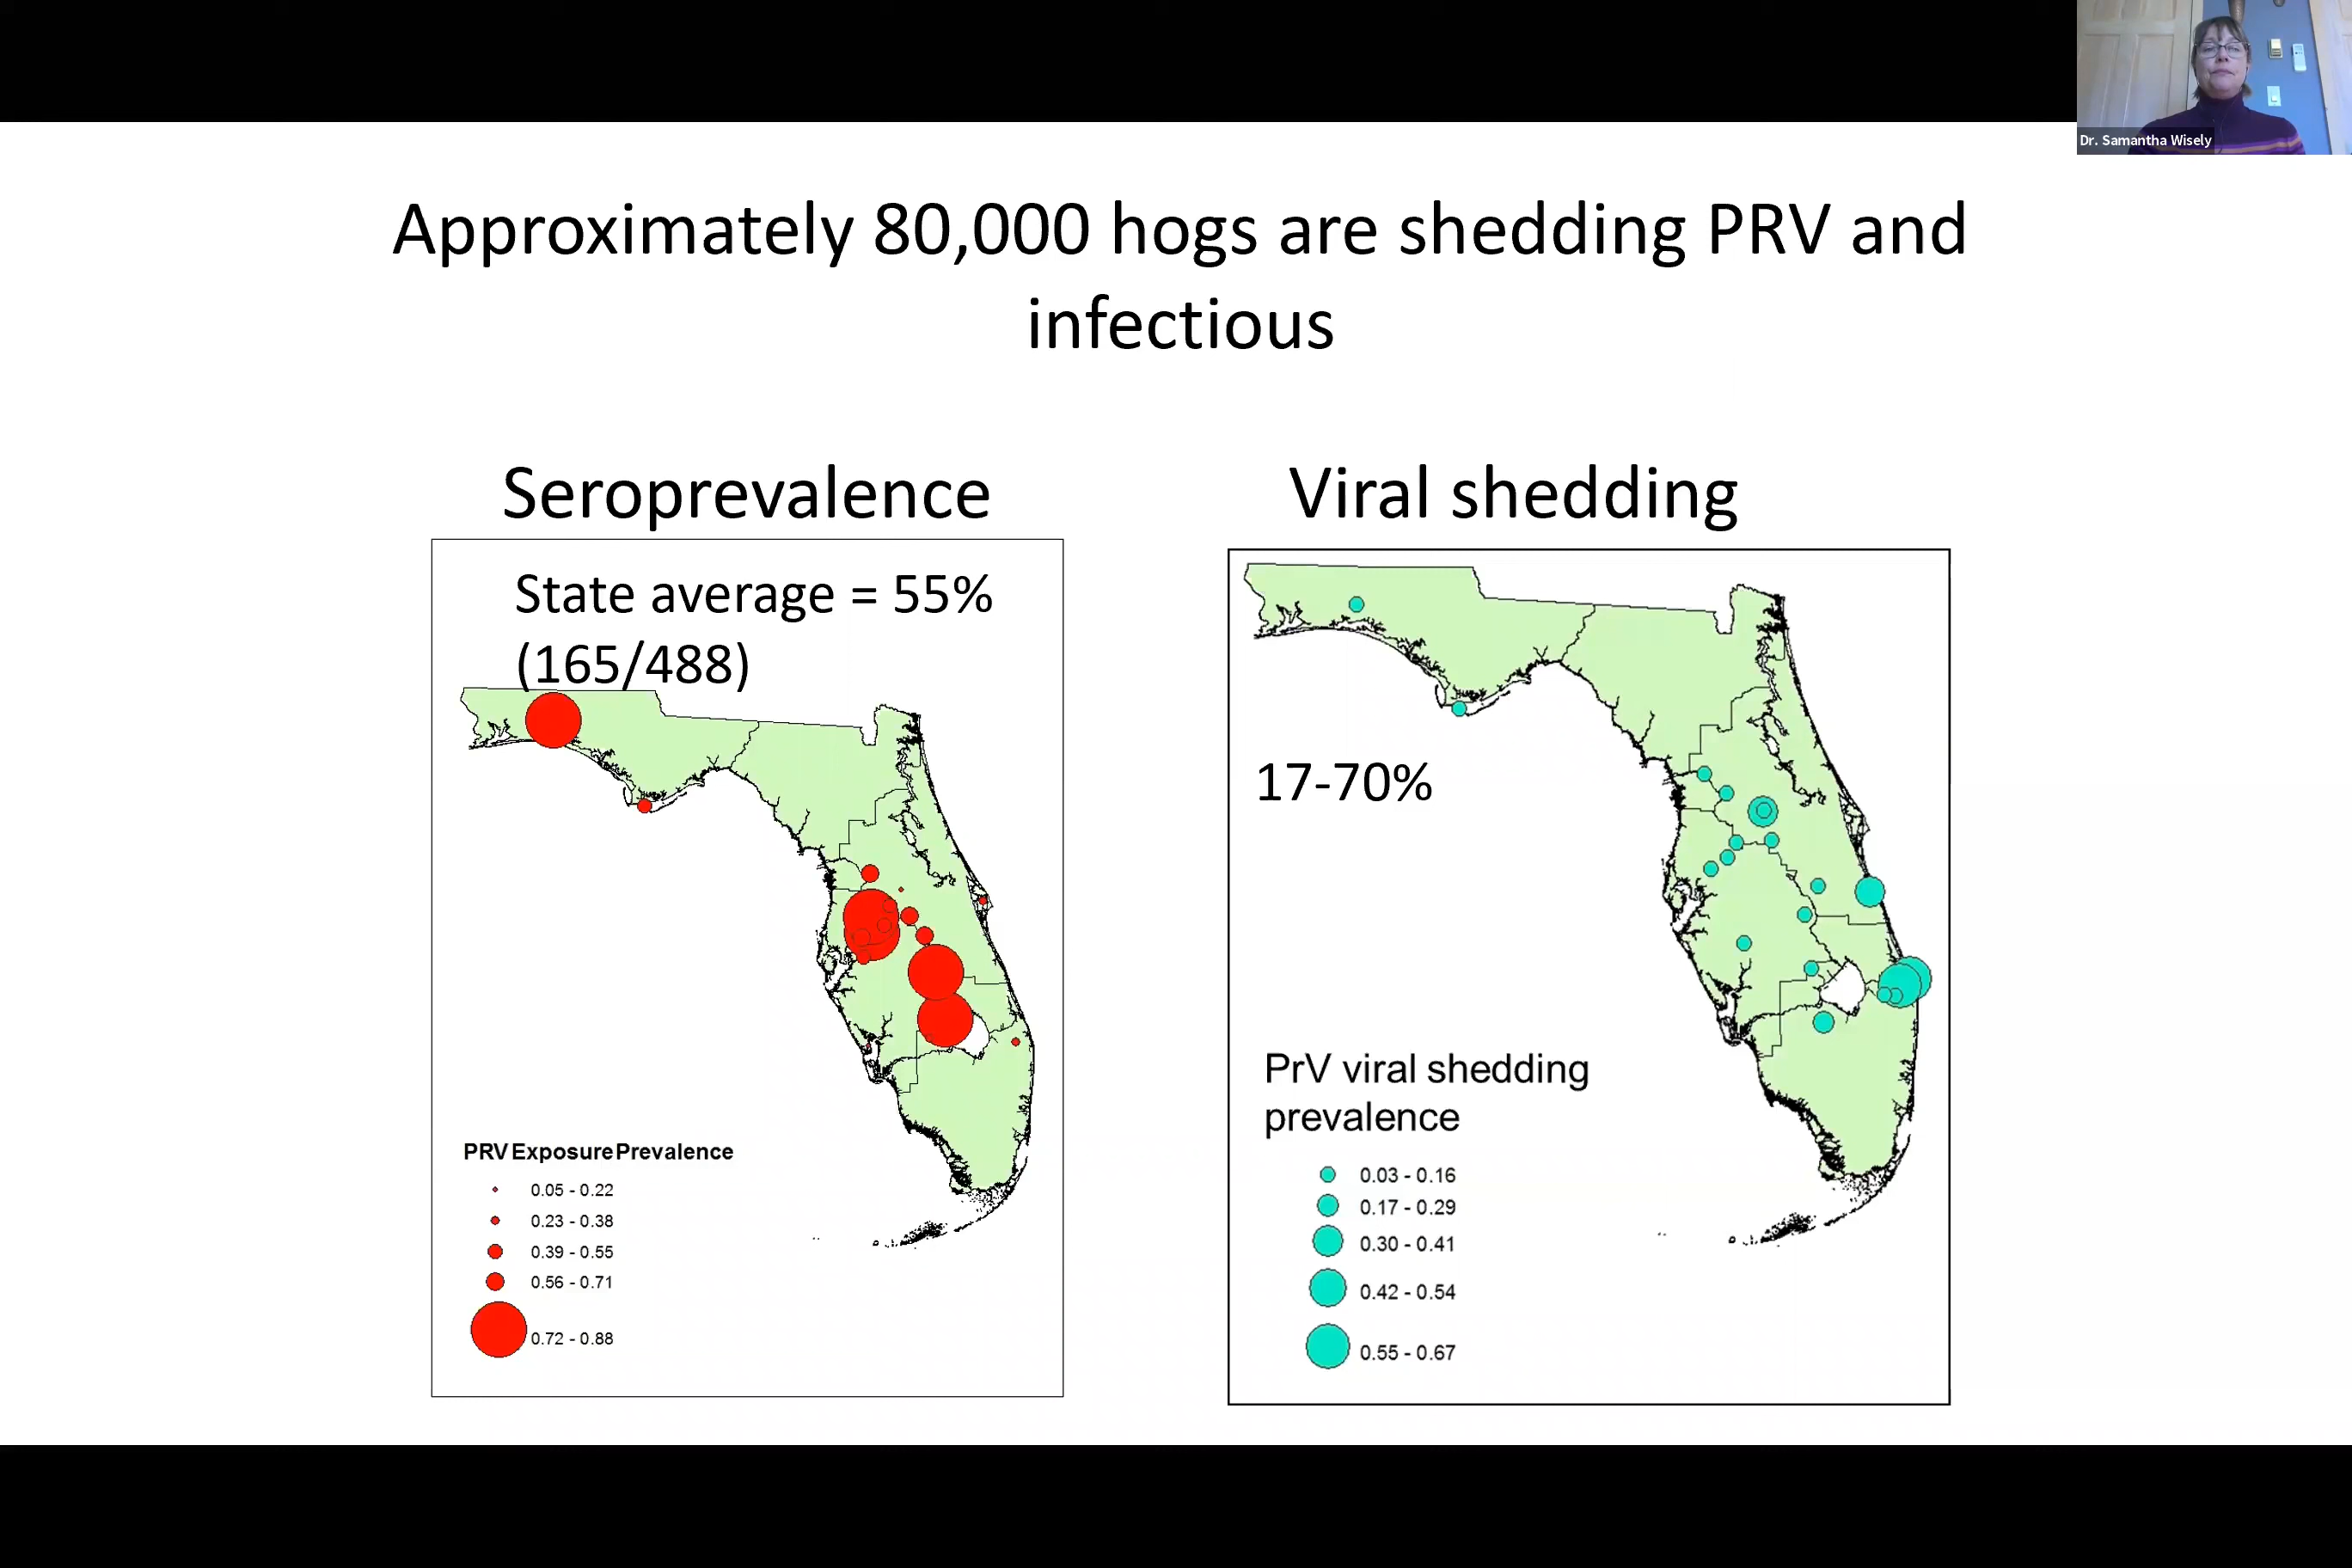 Dr. Samantha Wisely
Approximately 80,000 hogs are shedding PRV and
infectious
Seroprevalence
State average = 55%
(165/488)
PRV Exposure Prevalence
0.05 - 0.22
0.23 - 0.38
0.39 - 0.55
0.56 - 0.71
0.72 - 0.88
Viral shedding
17-70%
PrV viral shedding
prevalence
0.03 - 0.16
0.17 - 0.29
0.30 - 0.41
0.42 - 0.54
0.55 - 0.67